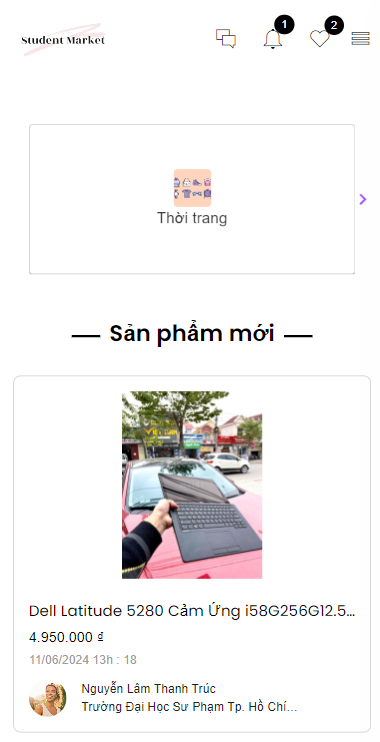 Student Market
1
2
Thời trang
Sản phẩm mới
Dell Latitude 5280 Cảm Ứng i58G256G12.5...
4.950.000 ₫
11/06/2024 13h : 18
Nguyễn Lâm Thanh Trúc
Trường Đại Học Sư Phạm Tp. Hồ Chí...